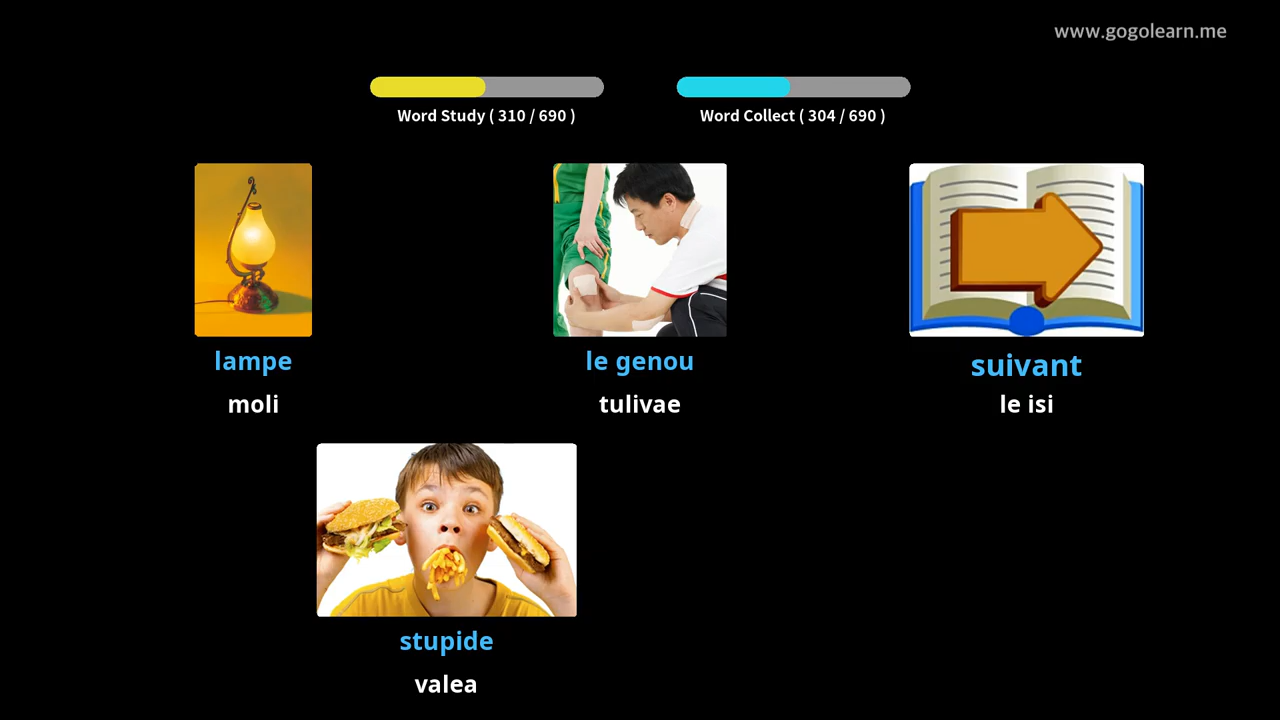 www.gogolearn.me
Word Study ( 310 / 690 )
Word Collect ( 304 / 690 )
lampe
moli
le genou
tulivae
suivant
le isi
stupide
valea